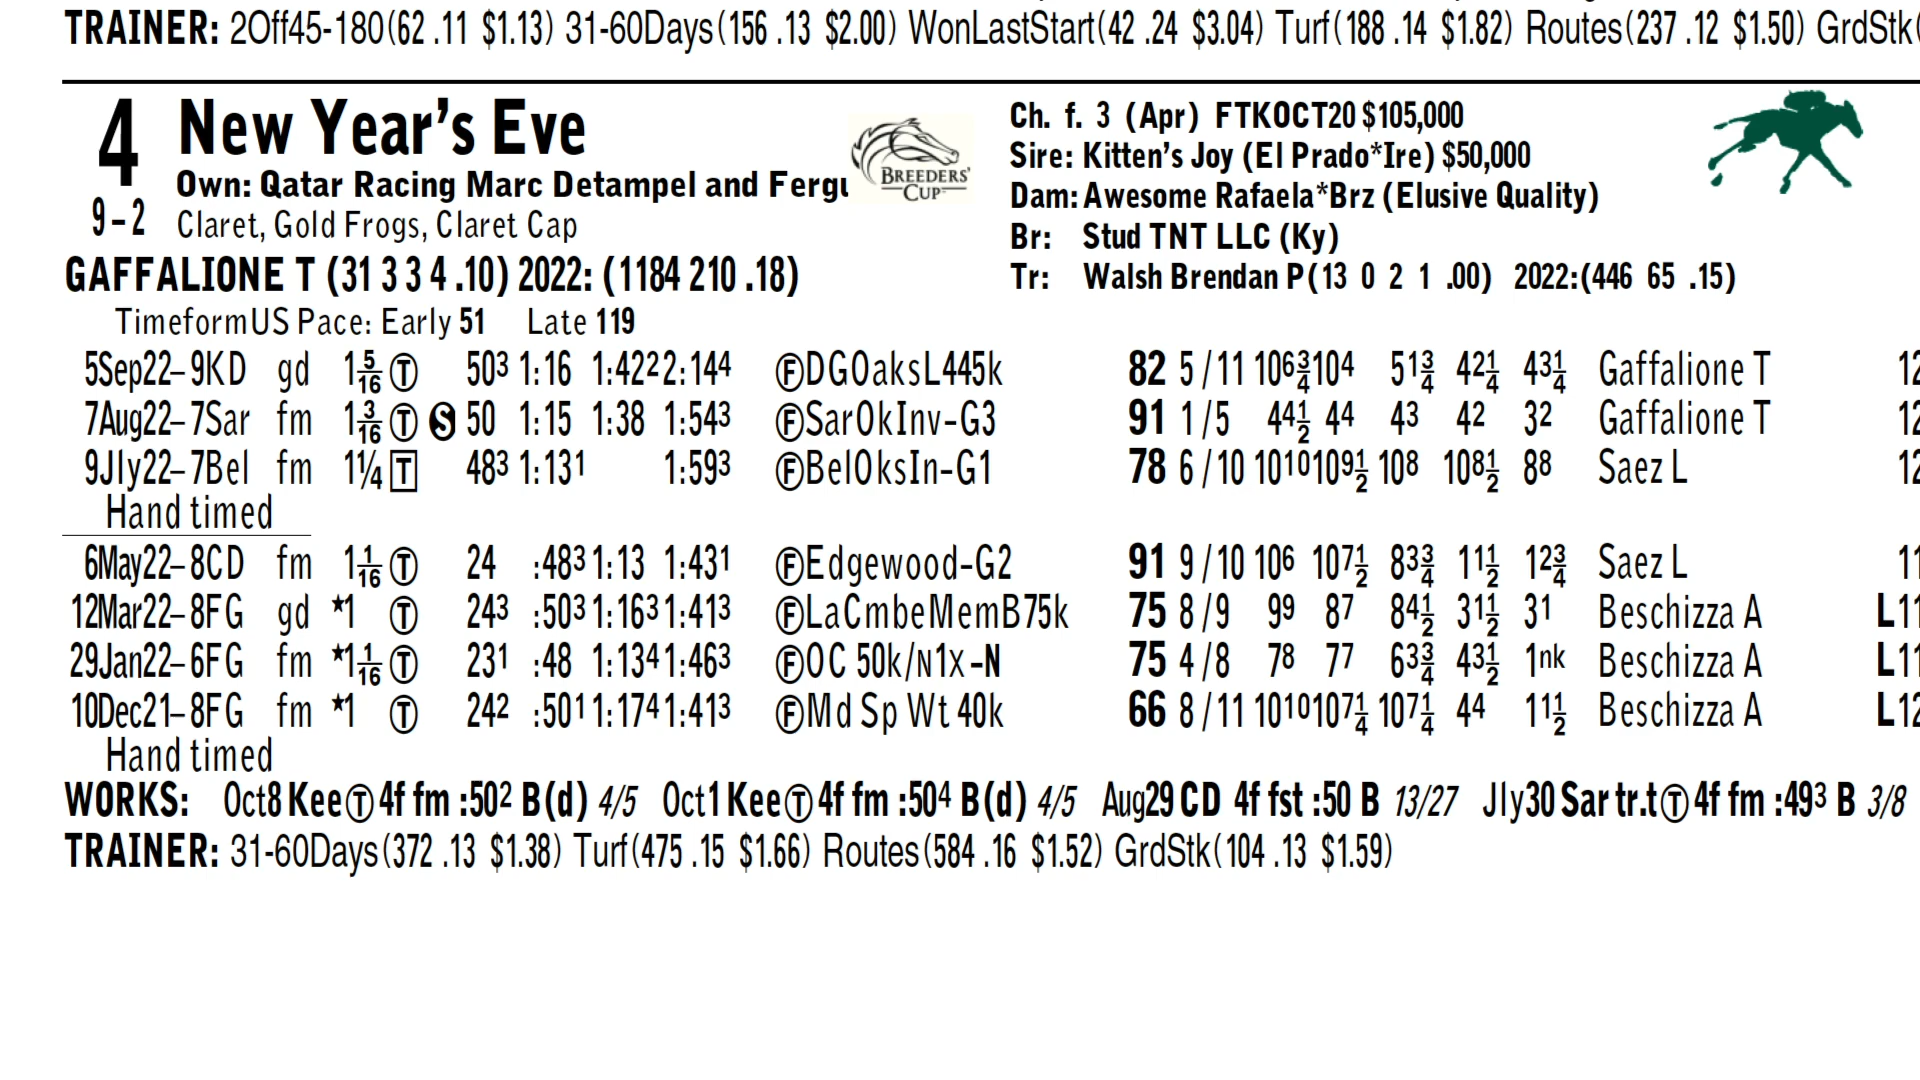 TRAINER: 2Off45-180(62 .11 $1.13) 31-60Days(156 .13 $2.00) WonLastStart(42 .24 $3.04) Turf(188 .14 $1.82) Routes(237 .12 $1.50) GrdStk(
4 New Year's Eve
BREEDERS' CUP
Own: Qatar Racing Marc Detampel and Fergu
9-2 Claret, Gold Frogs, Claret Cap
GAFFALIONE T (31 3 3 4 .10) 2022: (1184 210 .18)
Ch. f. 3 (Apr) FTKOCT20 $105,000
Sire: Kitten's Joy (El Prado*Ire) $50,000
Dam: Awesome Rafaela*Brz (Elusive Quality)
Br: Stud TNT LLC (Ky)
Tr: Walsh Brendan P(13 0 2 1 .00) 2022:(446 65 .15)
TimeformUS Pace: Early 51 Late 119
5Sep22-9KD gd 1 5/16 Ⓣ 50³ 1:16 1:42² 2:14⁴ ⒻDGOaksL445k 82 5/11 10⁶¾ 10⁴ 5¹¾ 4²¼ 4³¼ Gaffalione T 12
7Aug22-7Sar fm 1 3/16 Ⓣ Ⓢ 50 1:15 1:38 1:54³ ⒻSarOkInv-G3 91 1/5 4⁴½ 4⁴ 4³ 4² 3² Gaffalione T 12
9Jly22-7Bel fm 1¼ T 48³ 1:13¹ 1:59³ ⒻBelOksIn-G1 78 6/10 10¹⁰ 10⁹½ 10⁸ 10⁸½ 8⁸ Saez L 12
Hand timed
6May22-8CD fm 1 1/16 Ⓣ 24 :48³ 1:13 1:43¹ ⒻEdgewood-G2 91 9/10 10⁶ 10⁷½ 8³¾ 1¹½ 1²¾ Saez L 11
12Mar22-8FG gd ★1 Ⓣ 24³ :50³ 1:16³ 1:41³ ⒻLaCmbeMemB75k 75 8/9 9⁹ 8⁷ 8⁴½ 3¹½ 3¹ Beschizza A L11
29Jan22-6FG fm ★1 1/16 Ⓣ 23¹ :48 1:13⁴ 1:46³ ⒻOC 50k/N1X-N 75 4/8 7⁸ 7⁷ 6³¾ 4³½ 1nk Beschizza A L11
10Dec21-8FG fm ★1 Ⓣ 24² :50¹ 1:17⁴ 1:41³ ⒻMd Sp Wt 40k 66 8/11 10¹⁰ 10⁷¼ 10⁷¼ 4⁴ 1¹½ Beschizza A L12
Hand timed
WORKS: Oct8 Kee Ⓣ 4f fm :50² B(d) 4/5 Oct1 Kee Ⓣ 4f fm :50⁴ B(d) 4/5 Aug29 CD 4f fst :50 B 13/27 Jly30 Sar tr.t Ⓣ 4f fm :49³ B 3/8
TRAINER: 31-60Days(372 .13 $1.38) Turf(475 .15 $1.66) Routes(584 .16 $1.52) GrdStk(104 .13 $1.59)